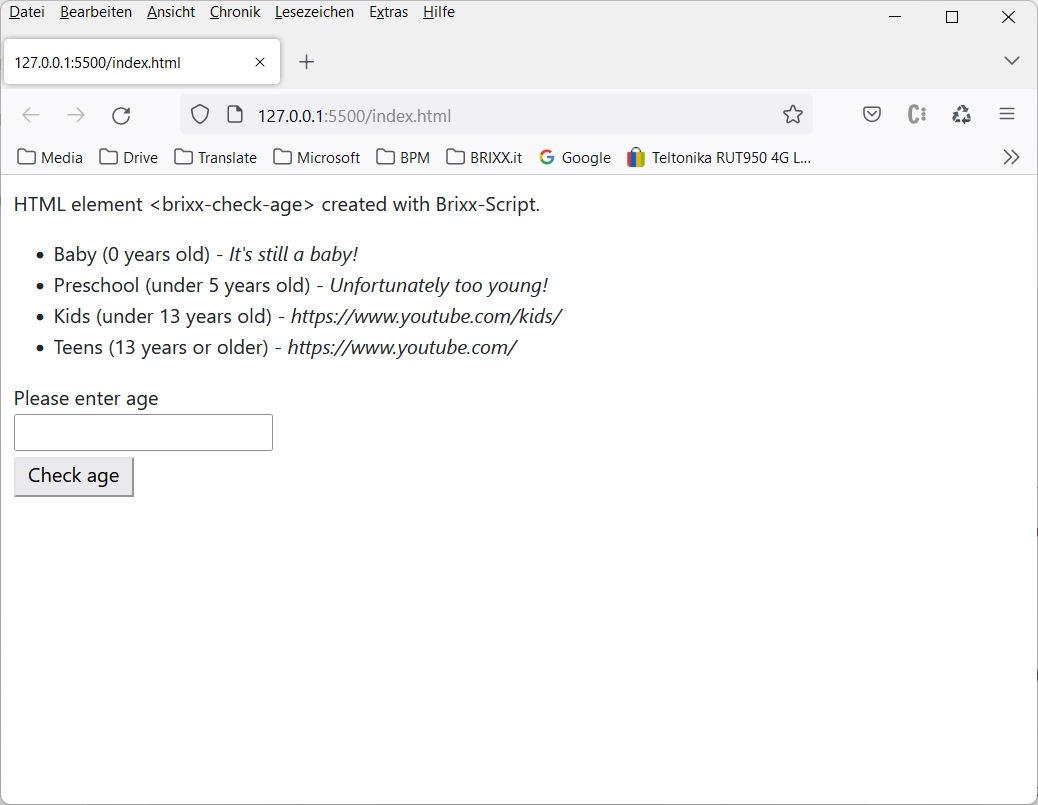 Datei Bearbeiten Ansicht Chronik Lesezeichen Extras Hilfe
127.0.0.1:5500/index.html
127.0.0.1:5500/index.html
Media Drive Translate Microsoft BPM BRIXX.it Google Teltonika RUT950 4G L...
HTML element <brixx-check-age> created with Brixx-Script.
• Baby (0 years old) - It's still a baby!
• Preschool (under 5 years old) - Unfortunately too young!
• Kids (under 13 years old) - https://www.youtube.com/kids/
• Teens (13 years or older) - https://www.youtube.com/
Please enter age
Check age